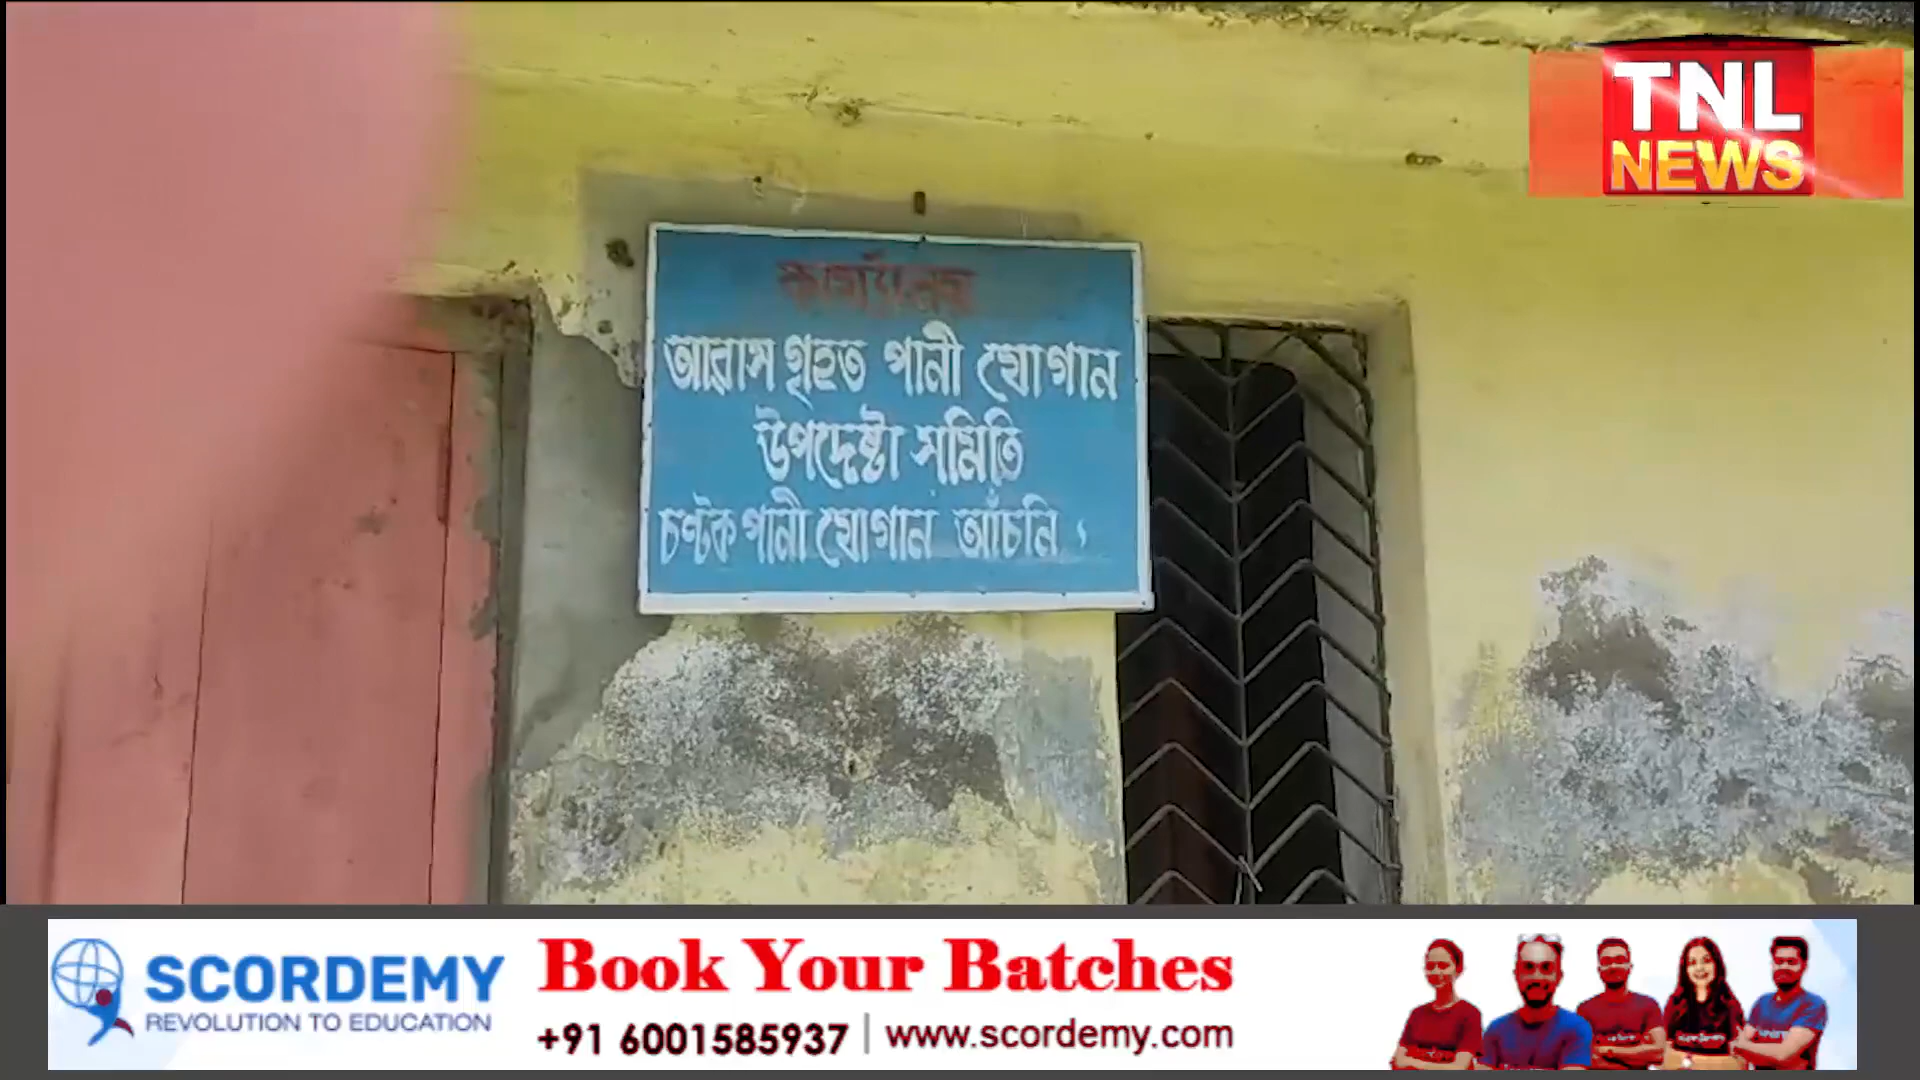 TNL
NEWS
কার্য্যালয়
আৱাস গৃহত পানী যোগান
উপদেষ্টা সমিতি
চণ্টক পানী যোগান আঁচনি ,
SCORDEMY
REVOLUTION TO EDUCATION
Book Your Batches
+91 6001585937 | www.scordemy.com